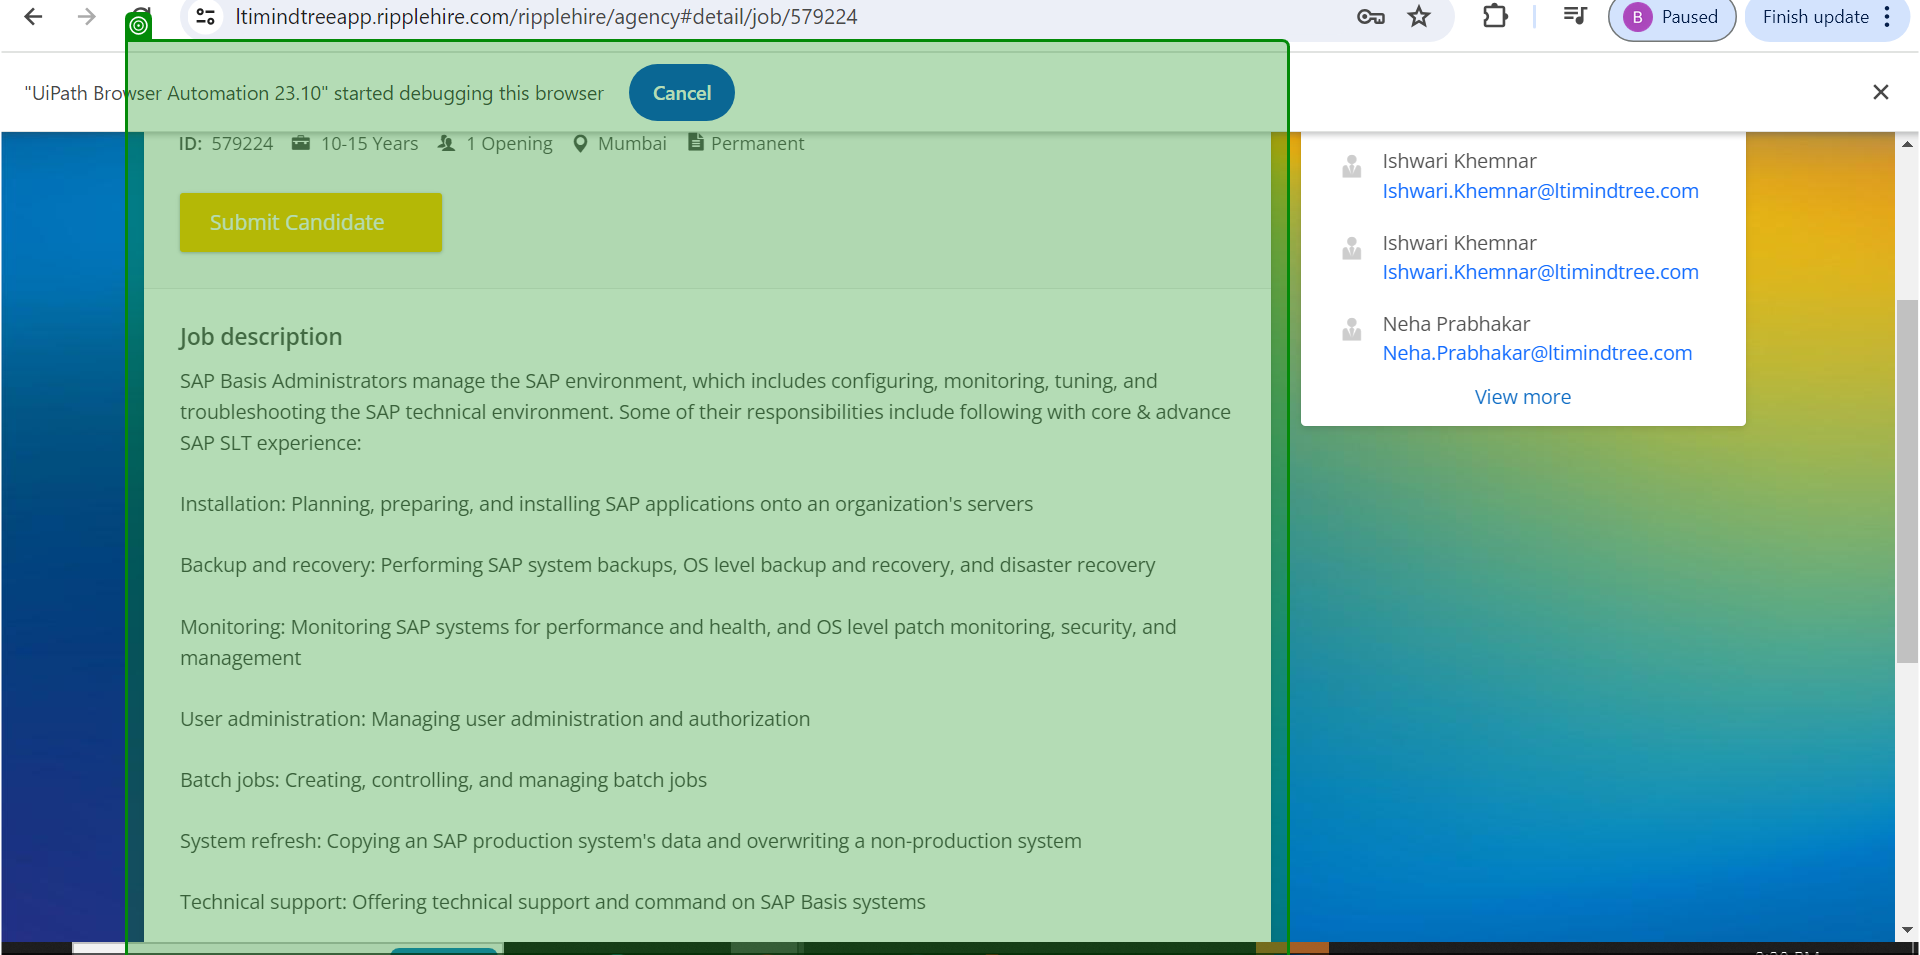 ltimindtreeapp.ripplehire.com/ripplehire/agency#detail/job/579224
B Paused
Finish update
"UiPath Browser Automation 23.10" started debugging this browser
Cancel
ID: 579224 10-15 Years 1 Opening Mumbai Permanent
Submit Candidate
Job description
SAP Basis Administrators manage the SAP environment, which includes configuring, monitoring, tuning, and
troubleshooting the SAP technical environment. Some of their responsibilities include following with core & advance
SAP SLT experience:
Installation: Planning, preparing, and installing SAP applications onto an organization's servers
Backup and recovery: Performing SAP system backups, OS level backup and recovery, and disaster recovery
Monitoring: Monitoring SAP systems for performance and health, and OS level patch monitoring, security, and
management
User administration: Managing user administration and authorization
Batch jobs: Creating, controlling, and managing batch jobs
System refresh: Copying an SAP production system's data and overwriting a non-production system
Technical support: Offering technical support and command on SAP Basis systems
Ishwari Khemnar
Ishwari.Khemnar@ltimindtree.com
Ishwari Khemnar
Ishwari.Khemnar@ltimindtree.com
Neha Prabhakar
Neha.Prabhakar@ltimindtree.com
View more